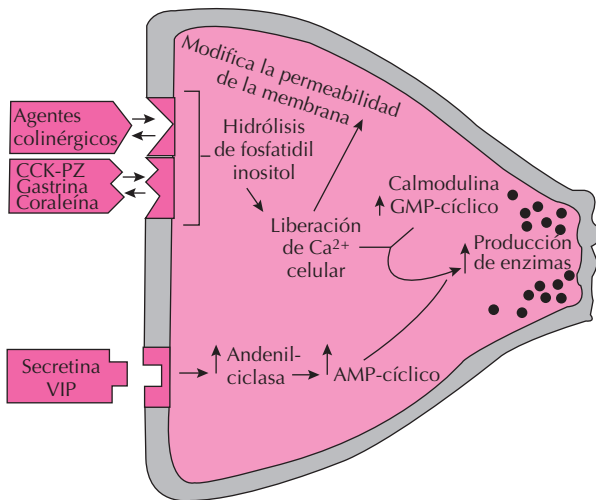 Modifica la permeabilidad
de la membrana
Agentes
colinérgicos
CCK-PZ
Gastrina
Coraleína
Hidrólisis
de fosfatidil
inositol
Liberación
de Ca2+
celular
Calmodulina
GMP-cíclico
Producción
de enzimas
Secretina
VIP
Andenil-
ciclasa
AMP-cíclico